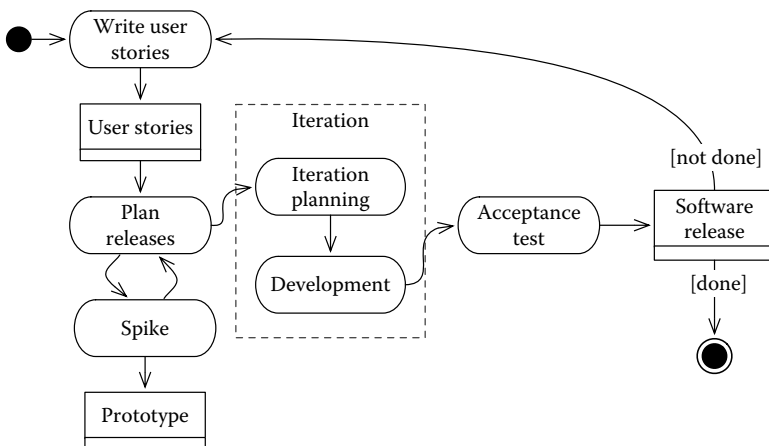 Write user
stories
User stories
Iteration
Iteration
planning
Plan
releases
Development
Spike
Prototype
Acceptance
test
[not done]
Software
release
[done]